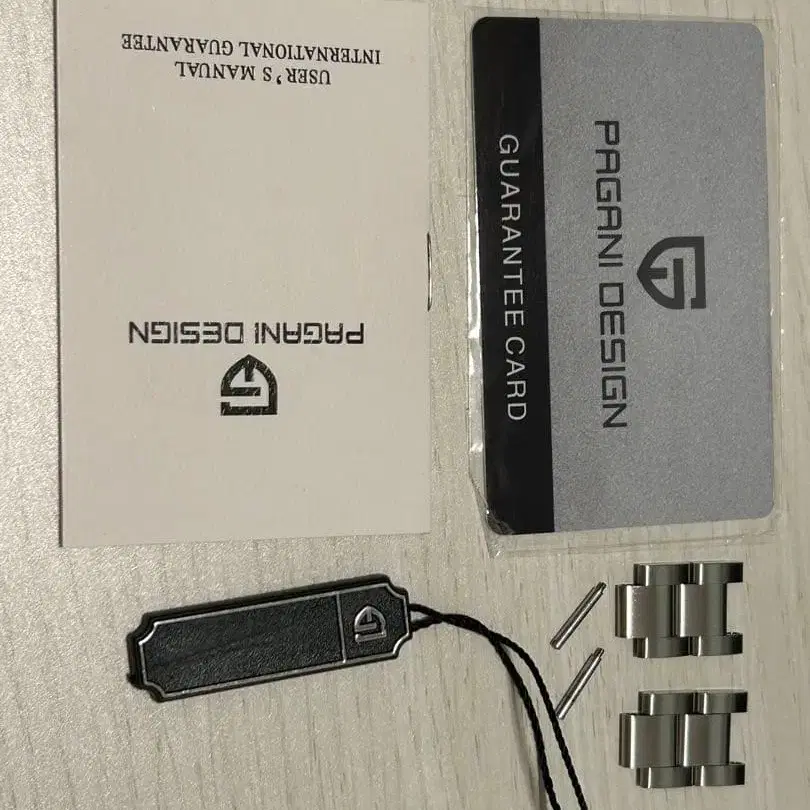 PAGANI DESIGN
USER'S MANUAL
INTERNATIONAL GUARANTEE
PAGANI DESIGN
GUARANTEE CARD